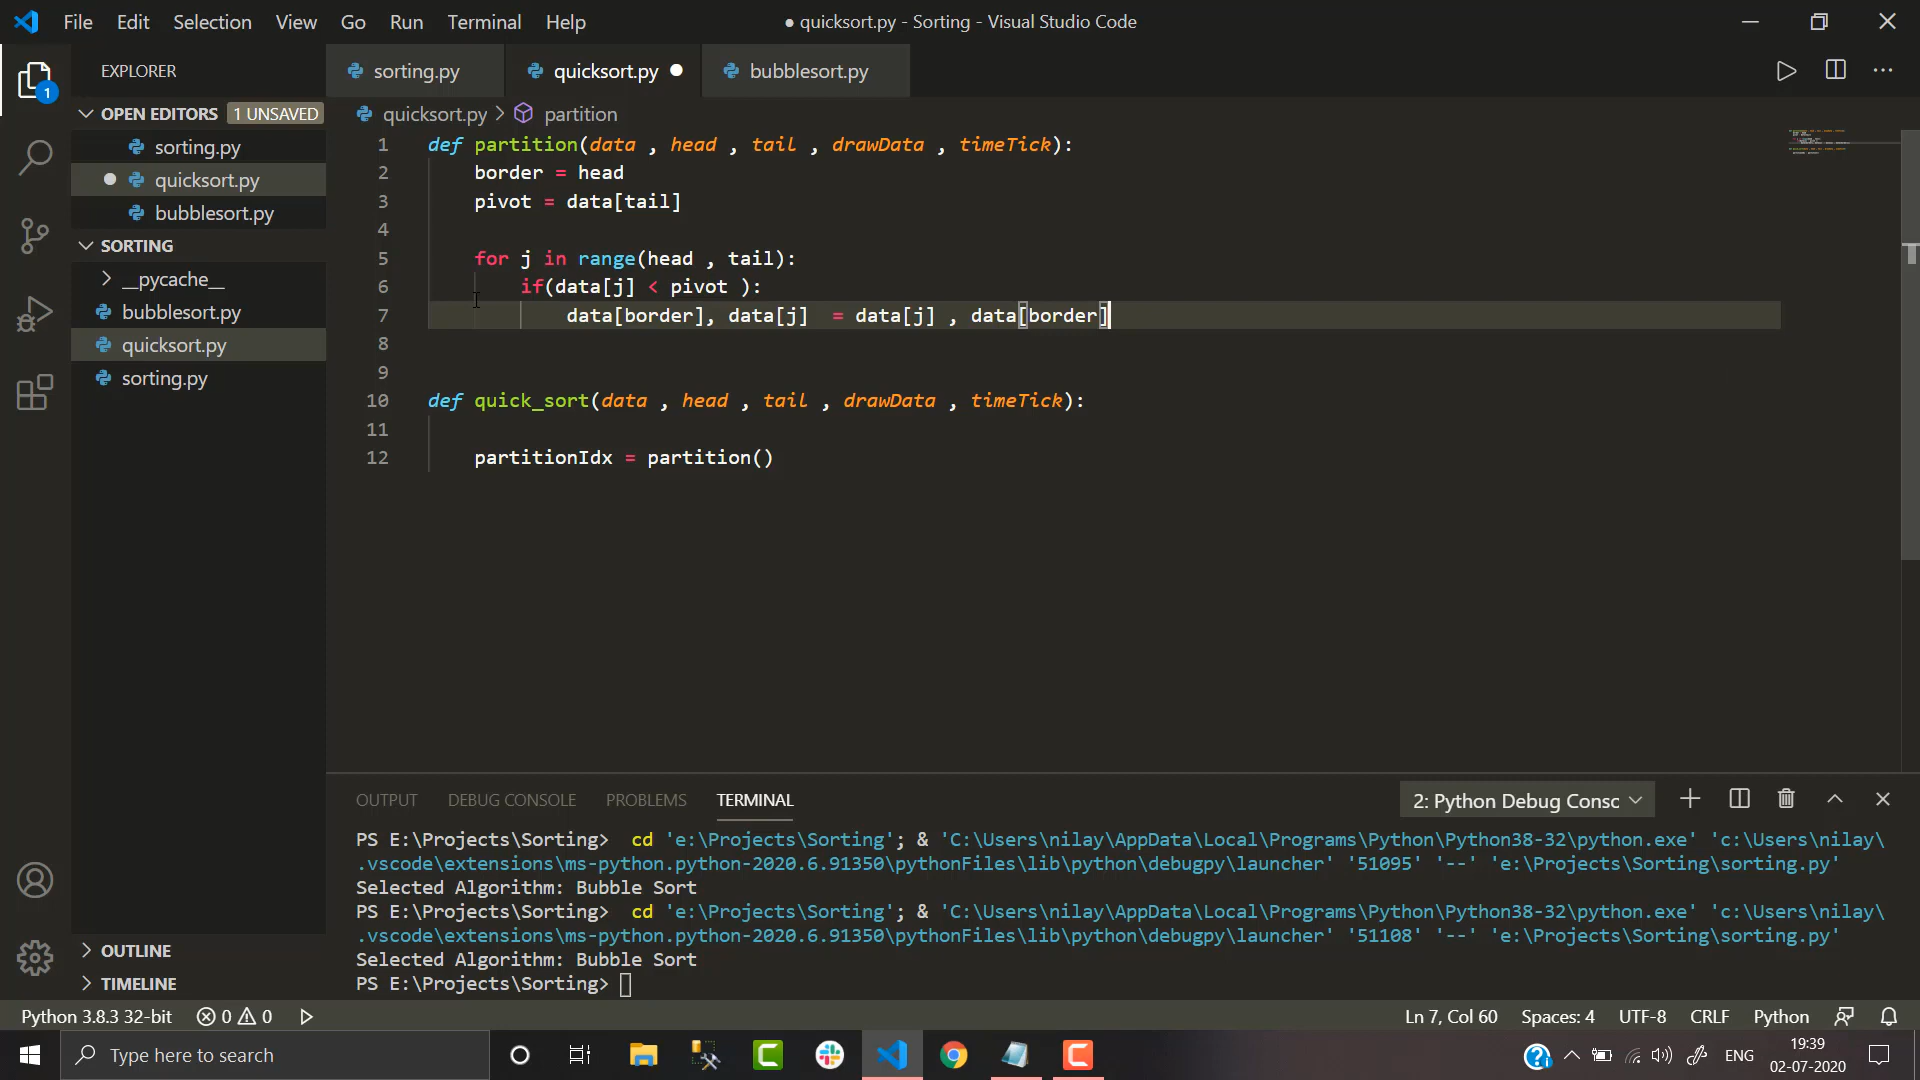 File Edit Selection View Go Run Terminal Help
● quicksort.py - Sorting - Visual Studio Code
EXPLORER
OPEN EDITORS 1 UNSAVED
sorting.py
quicksort.py
bubblesort.py
SORTING
__pycache__
bubblesort.py
quicksort.py
sorting.py
OUTLINE
TIMELINE
1
sorting.py quicksort.py bubblesort.py
quicksort.py > partition
1 def partition(data , head , tail , drawData , timeTick):
2 border = head
3 pivot = data[tail]
4
5 for j in range(head , tail):
6 if(data[j] < pivot ):
7 data[border], data[j]  = data[j] , data[border]
8
9
10 def quick_sort(data , head , tail , drawData , timeTick):
11
12 partitionIdx = partition()
OUTPUT DEBUG CONSOLE PROBLEMS TERMINAL
2: Python Debug Consc
PS E:\Projects\Sorting>  cd 'e:\Projects\Sorting'; & 'C:\Users\nilay\AppData\Local\Programs\Python\Python38-32\python.exe' 'c:\Users\nilay\
.vscode\extensions\ms-python.python-2020.6.91350\pythonFiles\lib\python\debugpy\launcher' '51095' '--' 'e:\Projects\Sorting\sorting.py'
Selected Algorithm: Bubble Sort
PS E:\Projects\Sorting>  cd 'e:\Projects\Sorting'; & 'C:\Users\nilay\AppData\Local\Programs\Python\Python38-32\python.exe' 'c:\Users\nilay\
.vscode\extensions\ms-python.python-2020.6.91350\pythonFiles\lib\python\debugpy\launcher' '51108' '--' 'e:\Projects\Sorting\sorting.py'
Selected Algorithm: Bubble Sort
PS E:\Projects\Sorting>
Python 3.8.3 32-bit 0 0
Ln 7, Col 60 Spaces: 4 UTF-8 CRLF Python
Type here to search
ENG
19:39
02-07-2020